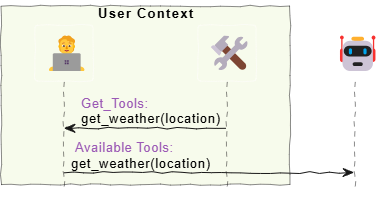 User Context
Get_Tools:
get_weather(location)
Available Tools:
get_weather(location)